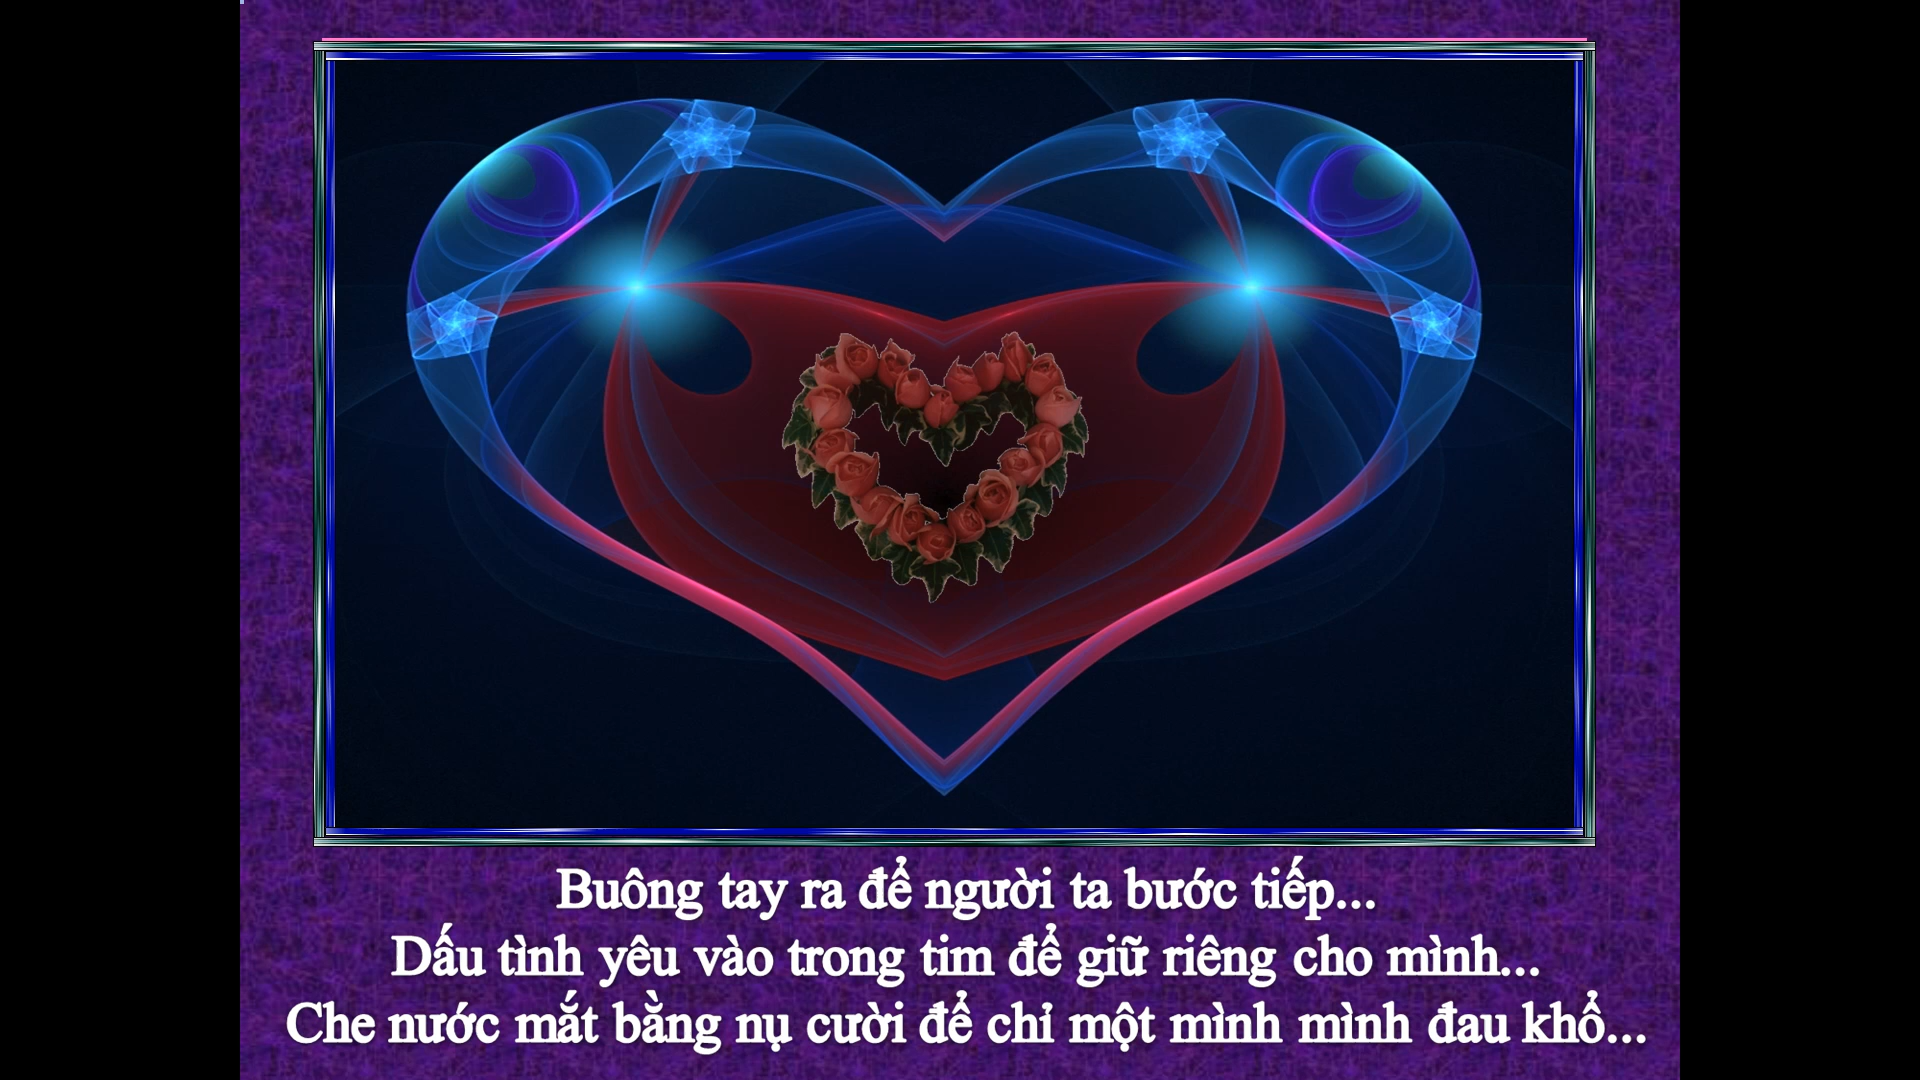 Buông tay ra để người ta bước tiếp...
Dấu tình yêu vào trong tim để giữ riêng cho mình...
Che nước mắt bằng nụ cười để chỉ một mình mình đau khổ...